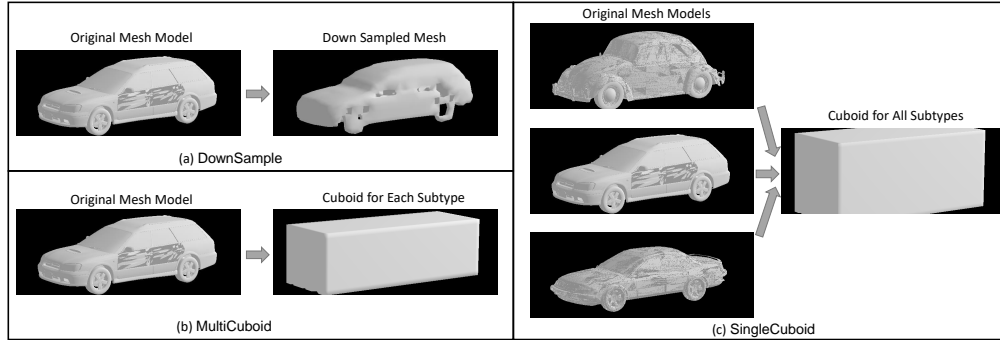 Original Mesh Model
Down Sampled Mesh
(a) DownSample
Original Mesh Model
Cuboid for Each Subtype
(b) MultiCuboid
Original Mesh Models
Cuboid for All Subtypes
(c) SingleCuboid